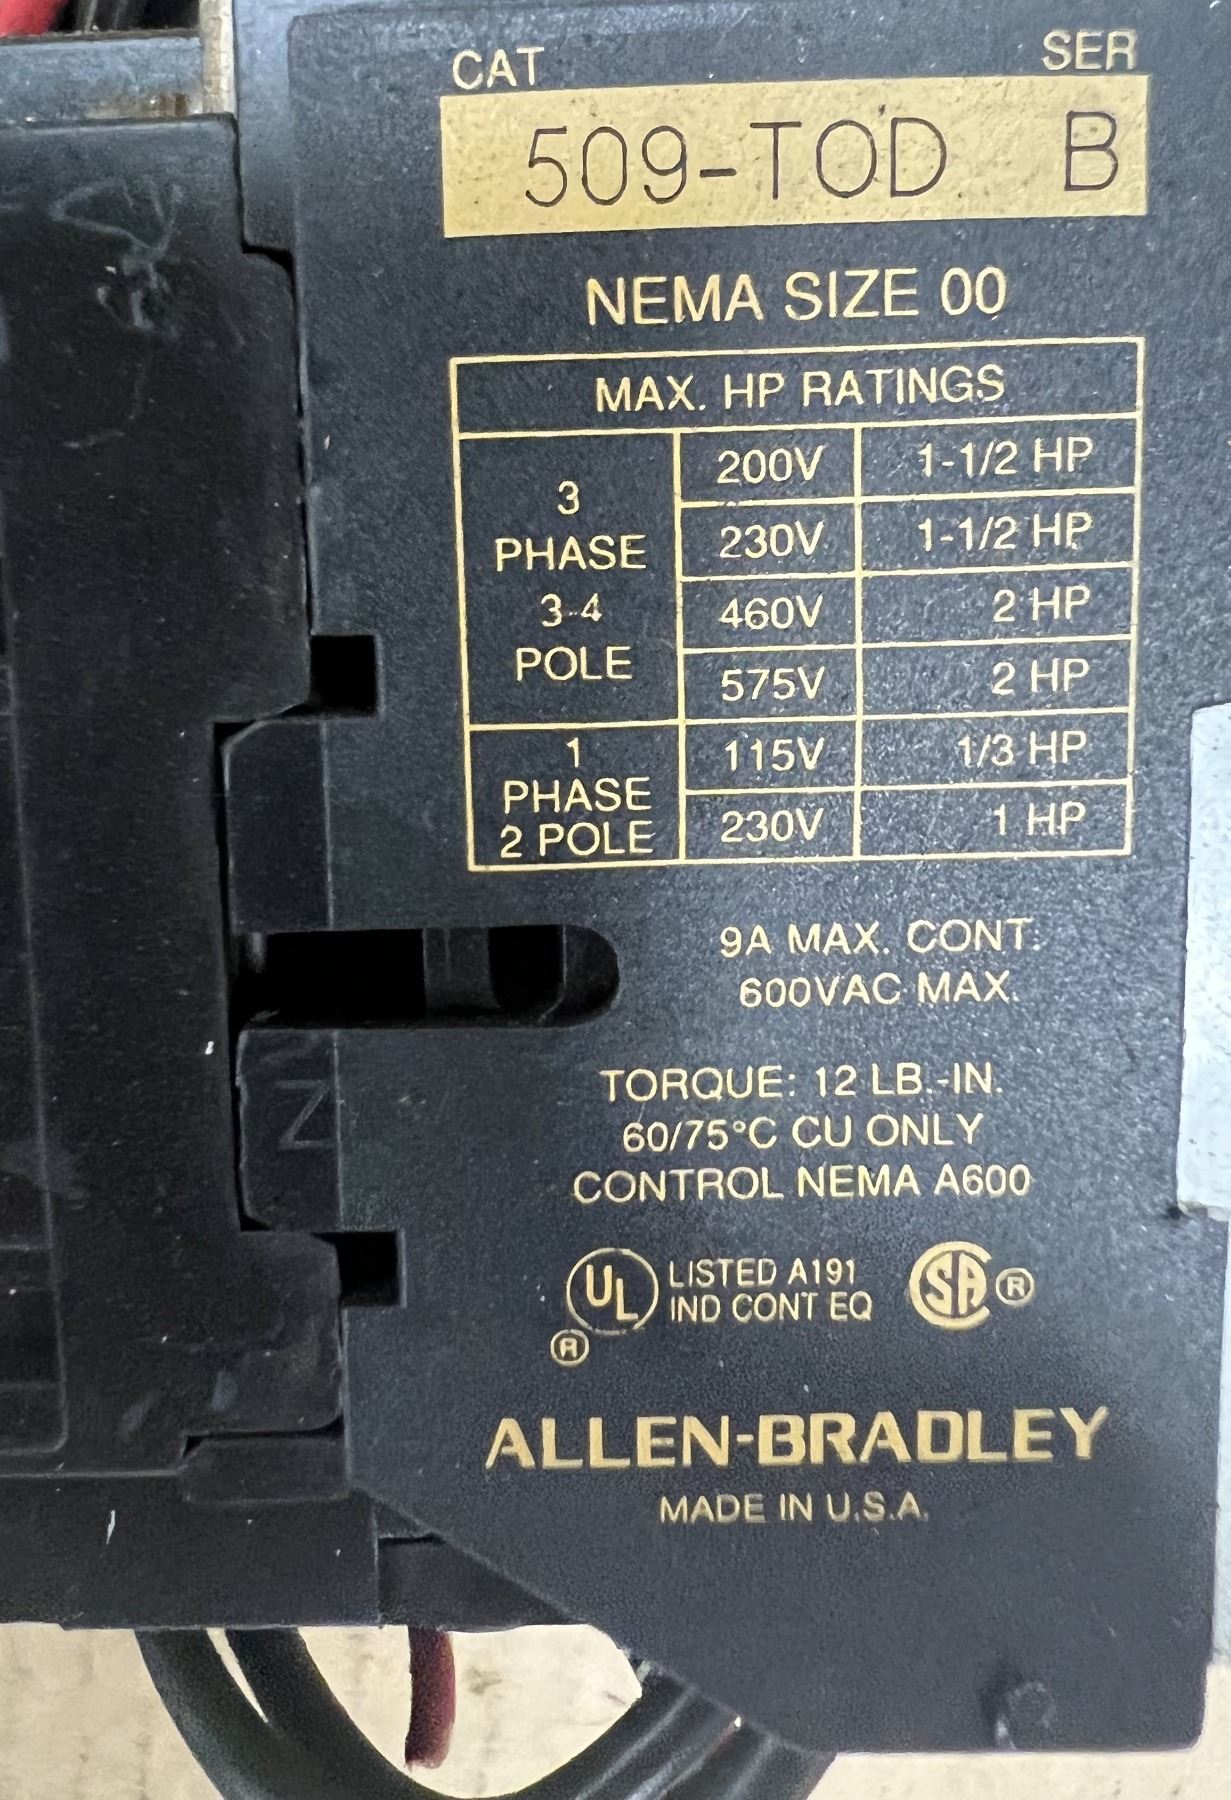 CAT SER
509-TOD B
NEMA SIZE 00
MAX. HP RATINGS
3 PHASE 3-4 POLE
200V 1-1/2 HP
230V 1-1/2 HP
460V 2 HP
575V 2 HP
1 PHASE 2 POLE
115V 1/3 HP
230V 1 HP
9A MAX. CONT.
600VAC MAX.
TORQUE: 12 LB.-IN.
60/75°C CU ONLY
CONTROL NEMA A600
UL LISTED A191
IND CONT EQ
®
SA ®
ALLEN-BRADLEY
MADE IN U.S.A.
Z